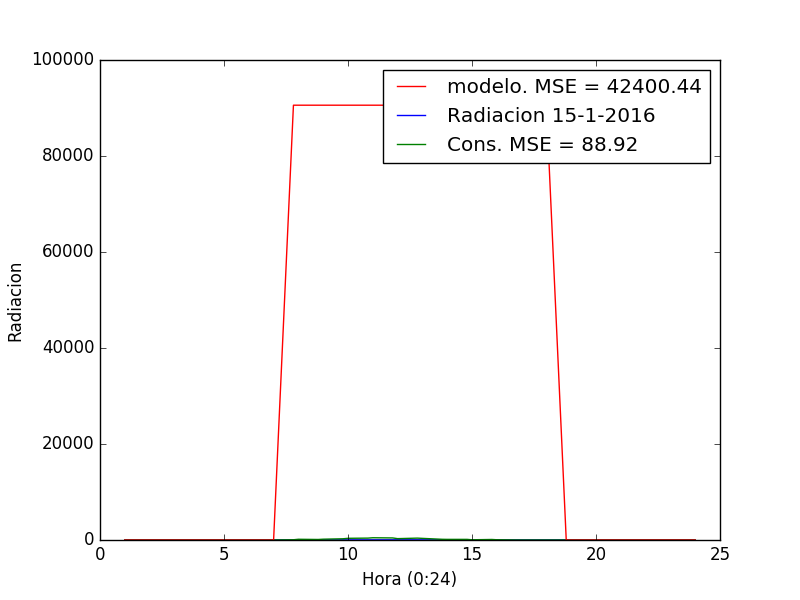 100000
80000
60000
40000
20000
0
Radiacion
modelo. MSE = 42400.44
Radiacion 15-1-2016
Cons. MSE = 88.92
0 5 10 15 20 25
Hora (0:24)